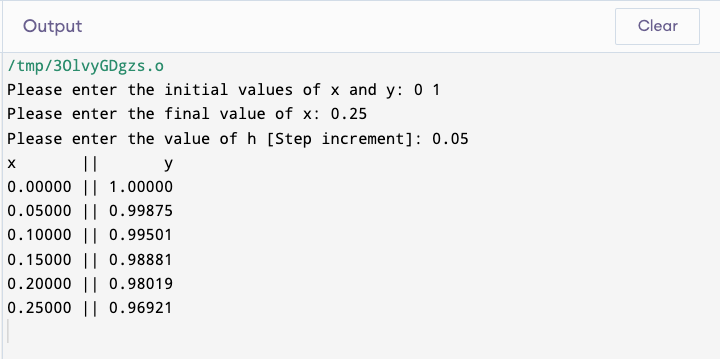 Output
Clear
/tmp/3OlvyGDgzs.o
Please enter the initial values of x and y: 0 1
Please enter the final value of x: 0.25
Please enter the value of h [Step increment]: 0.05
x       ||       y
0.00000 || 1.00000
0.05000 || 0.99875
0.10000 || 0.99501
0.15000 || 0.98881
0.20000 || 0.98019
0.25000 || 0.96921